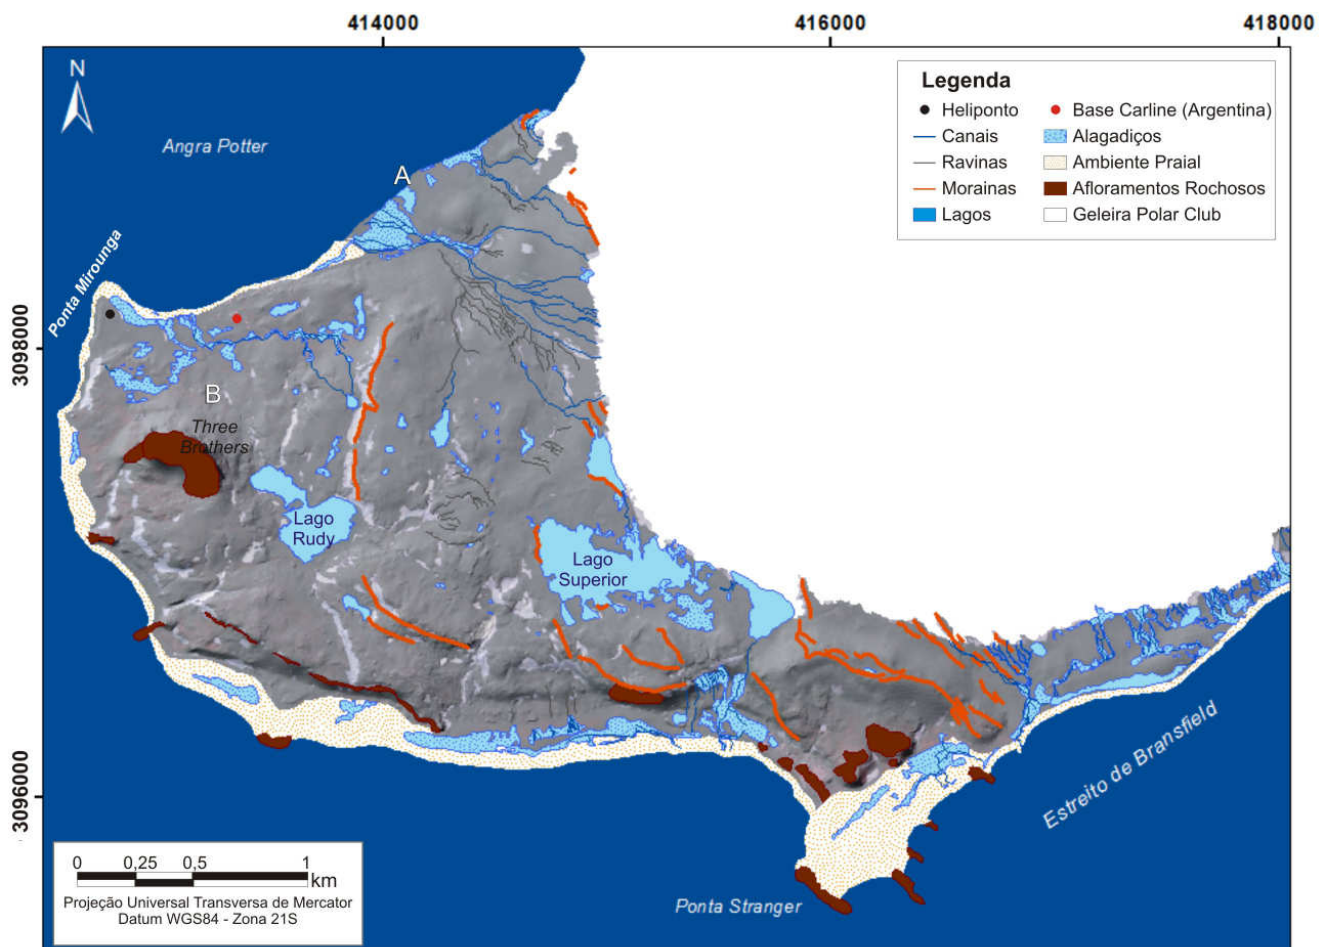 414000
416000
418000
N
Angra Potter
A
Legenda
Heliponto
Base Carline (Argentina)
Canais
Alagadiços
Ravinas
Ambiente Praial
Morainas
Afloramentos Rochosos
Lagos
Geleira Polar Club
Ponta Mirounga
3098000
B
Three
Brothers
Lago
Rudy
Lago
Superior
3096000
Estreito de Bransfield
Ponta Stranger
0 0,25 0,5 1
km
Projeção Universal Transversa de Mercator
Datum WGS84 - Zona 21S